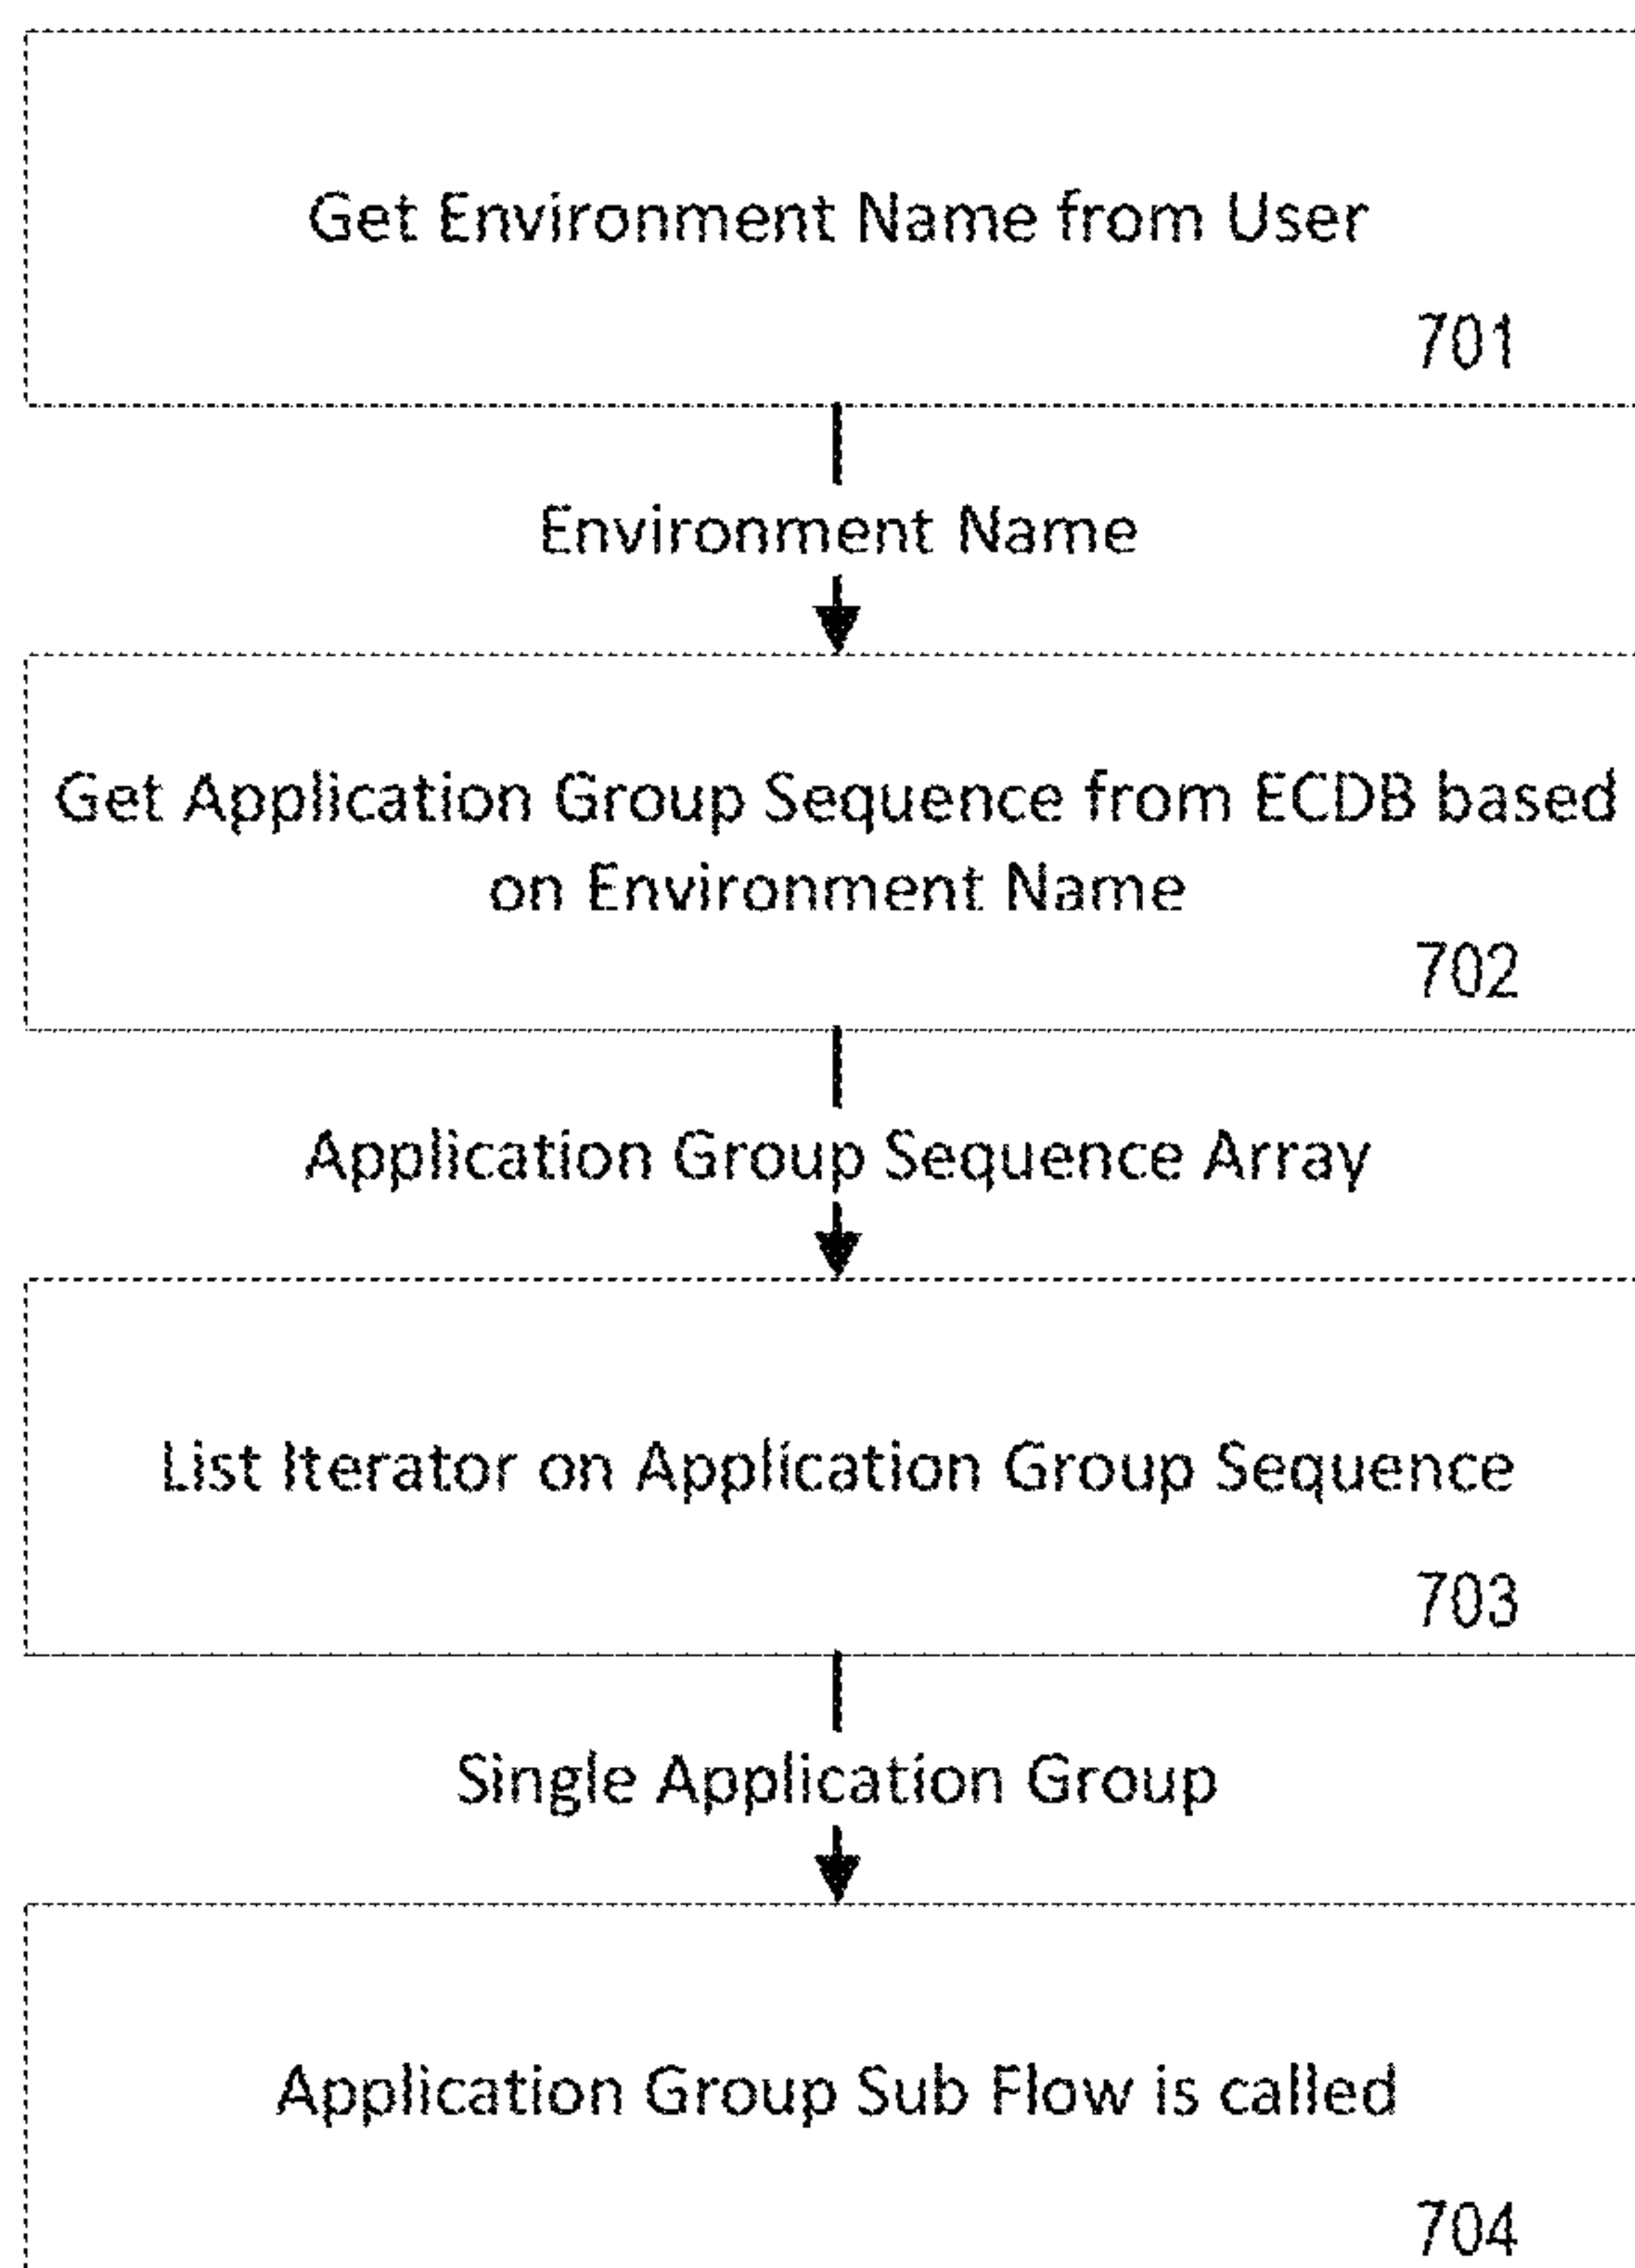 Get Environment Name from User
701
Environment Name
Get Application Group Sequence from ECDB based
on Environment Name
702
Application Group Sequence Array
List Iterator on Application Group Sequence
703
Single Application Group
Application Group Sub Flow is called
704